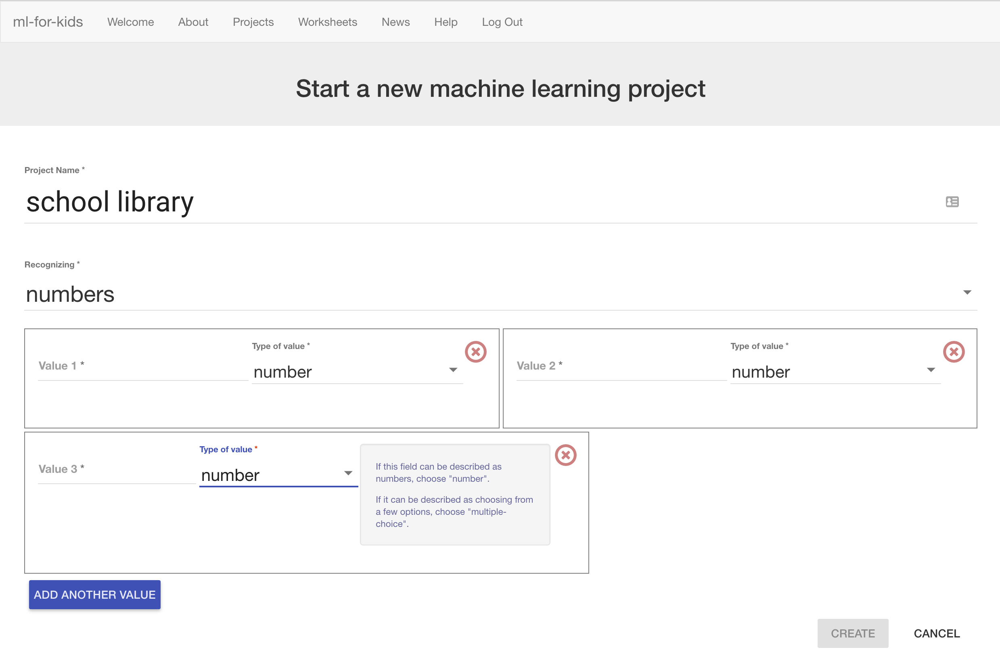 ml-for-kids Welcome About Projects Worksheets News Help Log Out
Start a new machine learning project
Project Name *
school library
Recognizing *
numbers
Type of value *
Value 1 *
number
Type of value *
Value 2 *
number
Type of value *
Value 3 *
number
If this field can be described as
numbers, choose "number".
If it can be described as choosing from
a few options, choose "multiple-
choice".
ADD ANOTHER VALUE
CREATE CANCEL